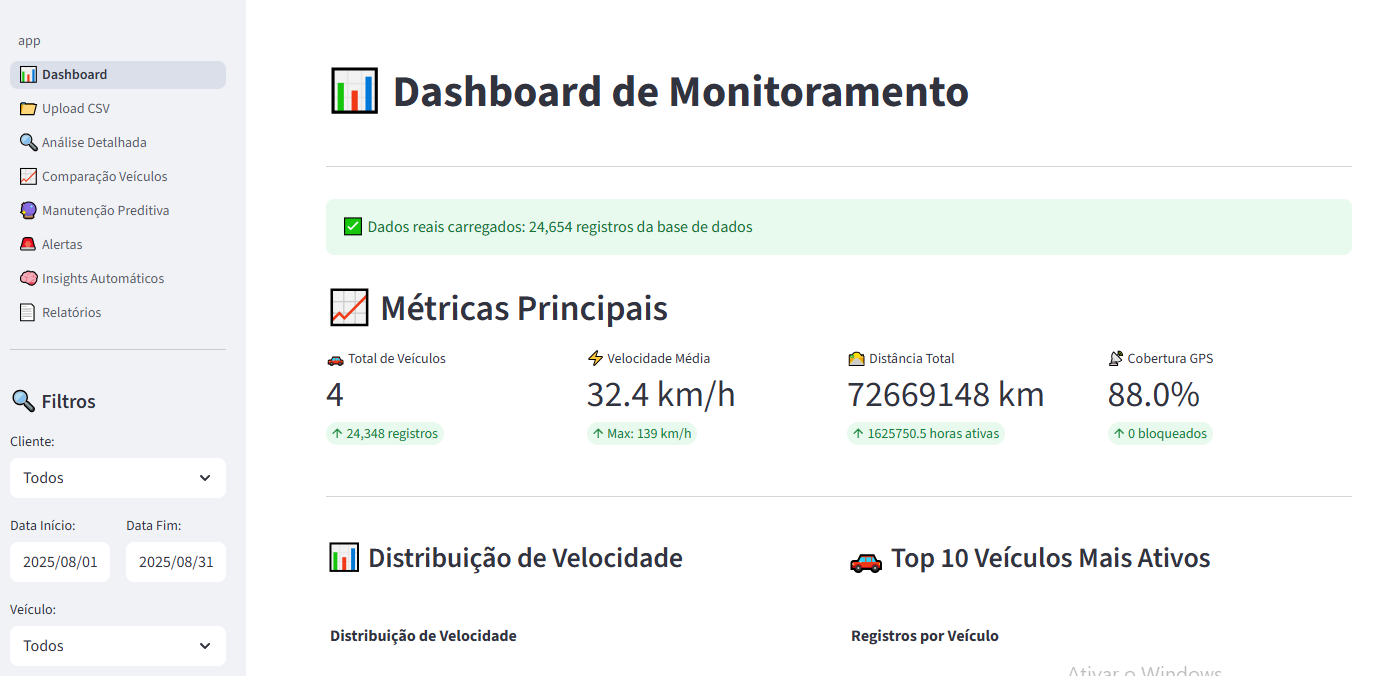 app
Dashboard
Upload CSV
Análise Detalhada
Comparação Veículos
Manutenção Preditiva
Alertas
Insights Automáticos
Relatórios
Filtros
Cliente:
Todos
Data Início: Data Fim:
2025/08/01 2025/08/31
Veículo:
Todos
Dashboard de Monitoramento
Dados reais carregados: 24,654 registros da base de dados
Métricas Principais
Total de Veículos Velocidade Média Distância Total Cobertura GPS
4 32.4 km/h 72669148 km 88.0%
↑ 24,348 registros ↑ Max: 139 km/h ↑ 1625750.5 horas ativas ↑ 0 bloqueados
Distribuição de Velocidade Top 10 Veículos Mais Ativos
Distribuição de Velocidade Registros por Veículo
Ativar o Windows